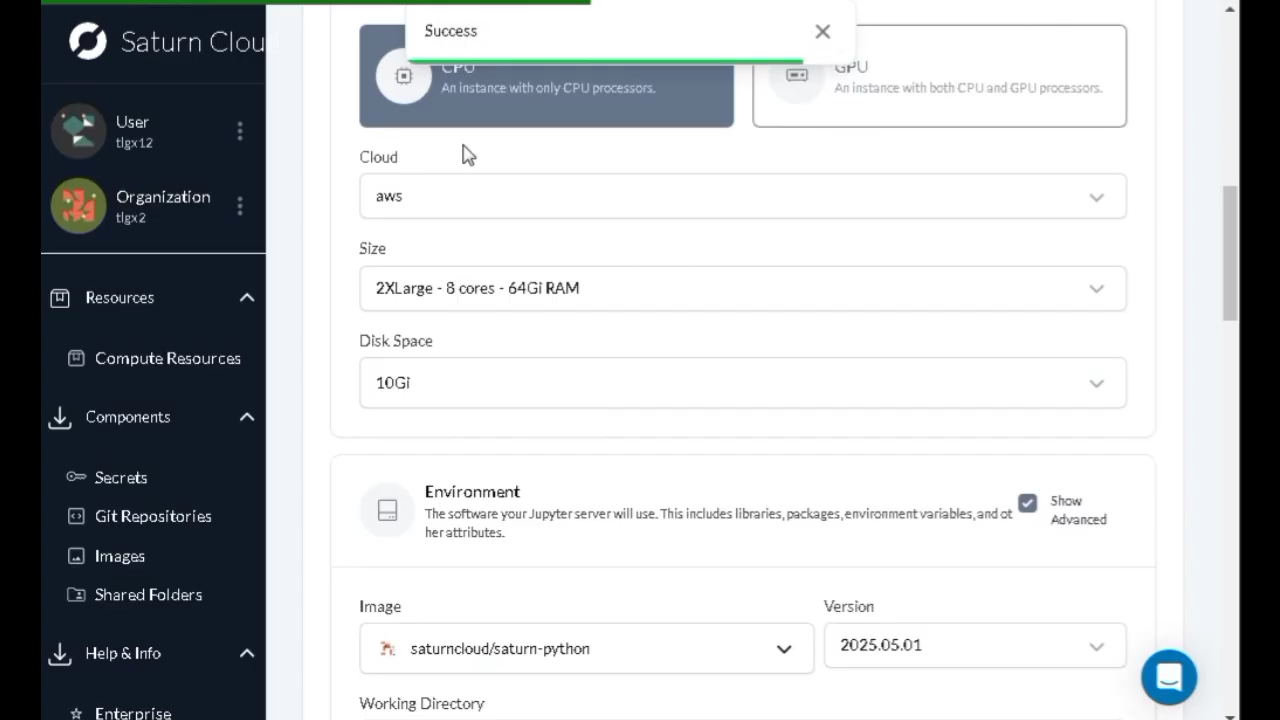 Success
Saturn Clou
CPU
An instance with only CPU processors.
GPU
An instance with both CPU and GPU processors.
User
tlgx12
Organization
tlgx2
Cloud
aws
Size
2XLarge - 8 cores - 64Gi RAM
Disk Space
10Gi
Resources
Compute Resources
Components
Secrets
Git Repositories
Images
Shared Folders
Help & Info
Enterprise
Environment
The software your Jupyter server will use. This includes libraries, packages, environment variables, and ot
her attributes.
Show
Advanced
Image
saturncloud/saturn-python
Version
2025.05.01
Working Directory